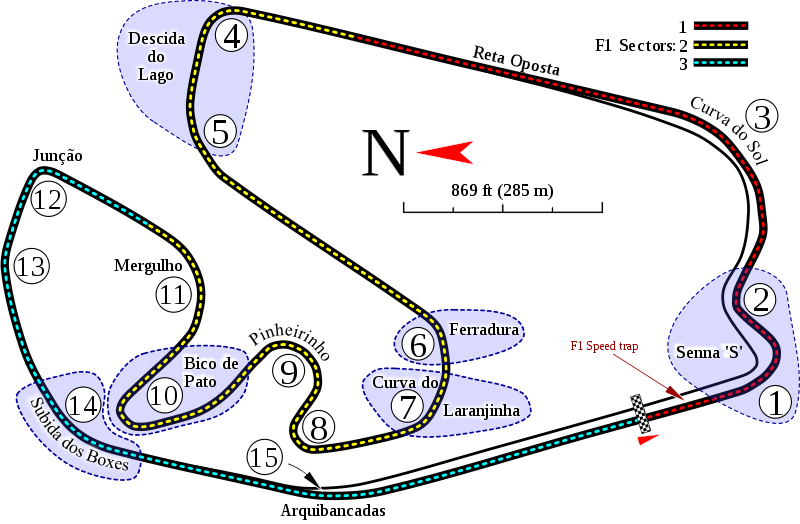 Descida
do
Lago
4
5
Reta Oposta
1
F1 Sectors: 2
3
Curva do Sol
3
N
869 ft (285 m)
Junção
12
13
Mergulho
11
Pinheirinho
9
Bico de
Pato
10
8
6
Ferradura
Curva do
7
Laranjinha
2
Senna 'S'
1
F1 Speed trap
14
Subida dos Boxes
15
Arquibancadas